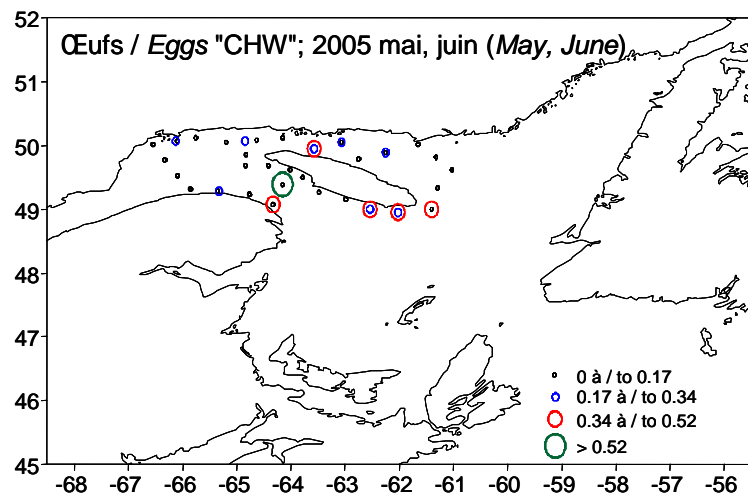 Œufs / Eggs "CHW"; 2005 mai, juin (May, June)
52
51
50
49
48
47
46
45
0 à / to 0.17
0.17 à / to 0.34
0.34 à / to 0.52
> 0.52
-68 -67 -66 -65 -64 -63 -62 -61 -60 -59 -58 -57 -56